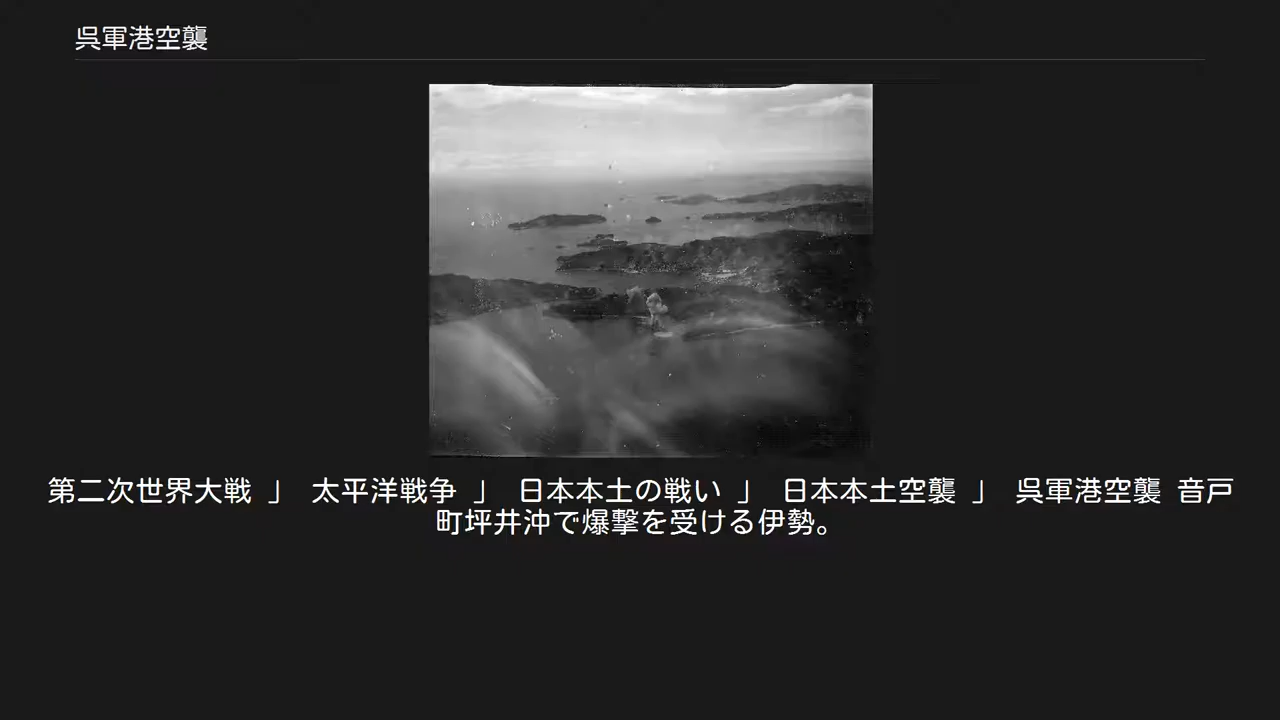 呉軍港空襲
第二次世界大戦 」 太平洋戦争 」 日本本土の戦い 」 日本本土空襲 」 呉軍港空襲 音戸
町坪井沖で爆撃を受ける伊勢。